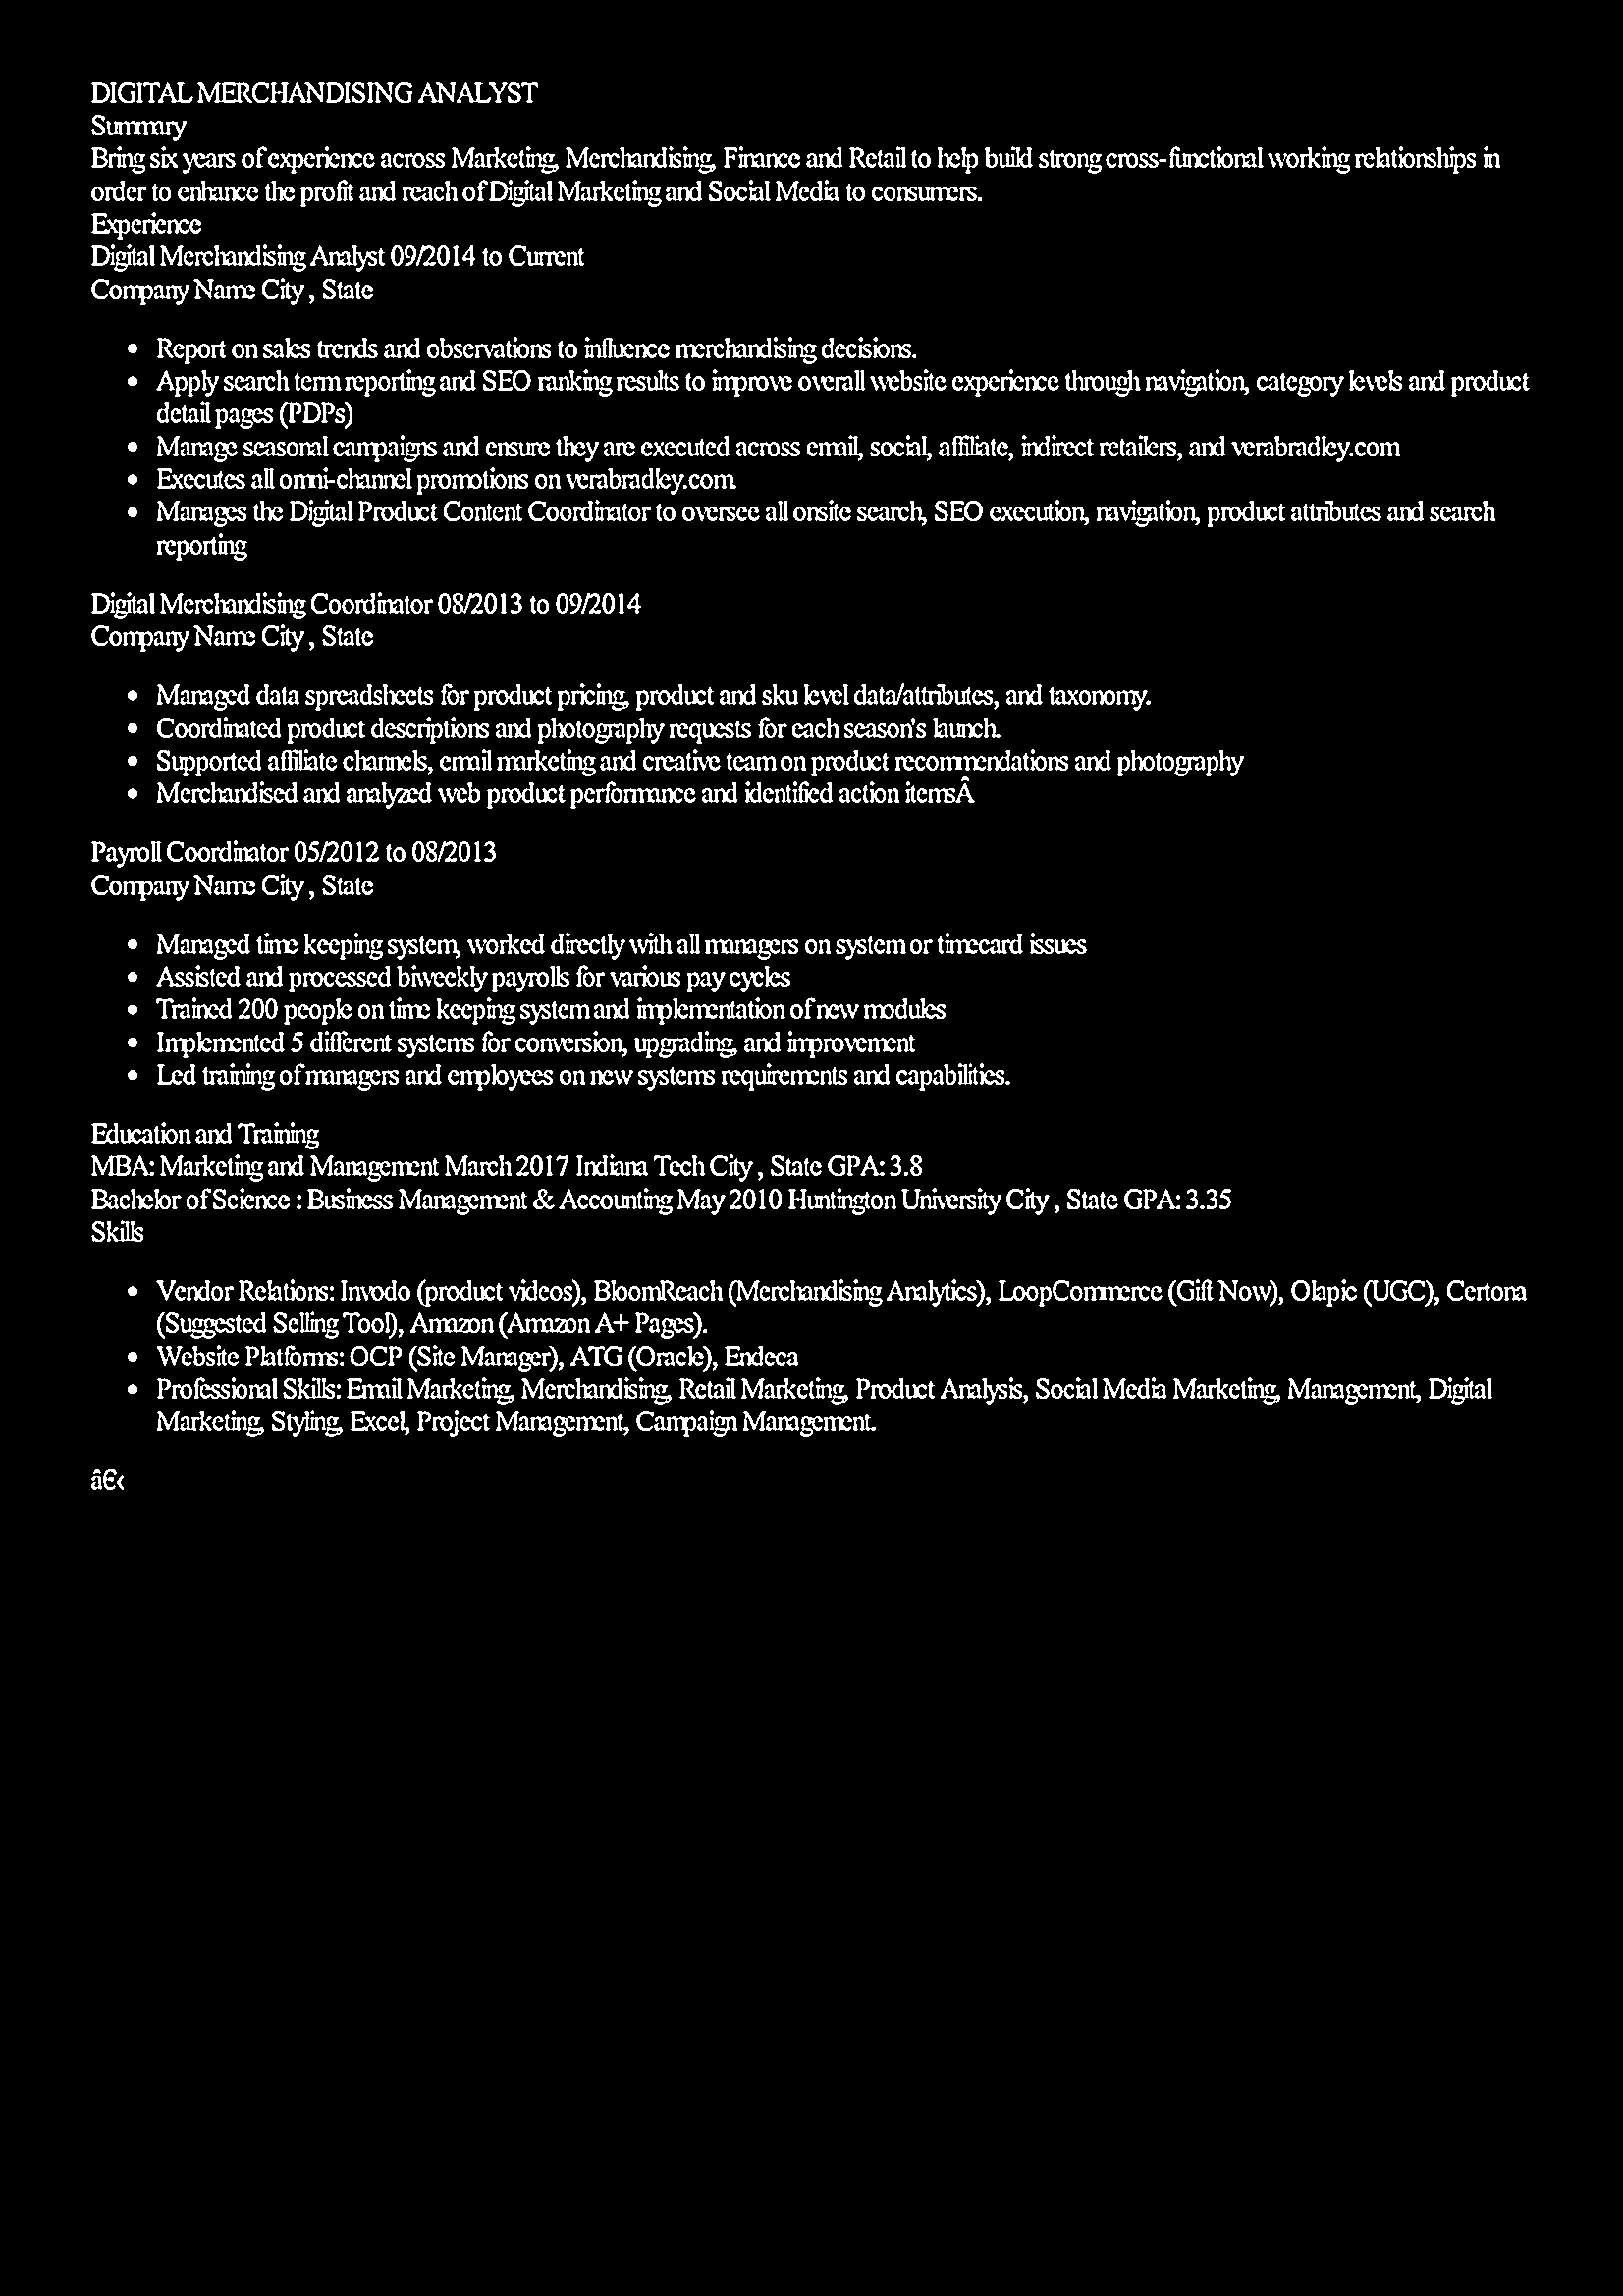 DIGITAL MERCHANDISING ANALYST
Summary
Bring six years of experience across Marketing, Merchandising, Finance and Retail to help build strong cross-functional working relationships in
order to enhance the profit and reach of Digital Marketing and Social Media to consumers.
Experience
Digital Merchandising Analyst 09/2014 to Current
Company Name City , State
• Report on sales trends and observations to influence merchandising decisions.
• Apply search term reporting and SEO ranking results to improve overall website experience through navigation, category levels and product
detail pages (PDPs)
• Manage seasonal campaigns and ensure they are executed across email, social, affiliate, indirect retailers, and verabradley.com
• Executes all omni-channel promotions on verabradley.com
• Manages the Digital Product Content Coordinator to oversee all onsite search, SEO execution, navigation, product attributes and search
reporting
Digital Merchandising Coordinator 08/2013 to 09/2014
Company Name City , State
• Managed data spreadsheets for product pricing, product and sku level data/attributes, and taxonomy.
• Coordinated product descriptions and photography requests for each season's launch.
• Supported affiliate channels, email marketing and creative team on product recommendations and photography
• Merchandised and analyzed web product performance and identified action itemsÂ
Payroll Coordinator 05/2012 to 08/2013
Company Name City , State
• Managed time keeping system, worked directly with all managers on system or timecard issues
• Assisted and processed biweekly payrolls for various pay cycles
• Trained 200 people on time keeping system and implementation of new modules
• Implemented 5 different systems for conversion, upgrading, and improvement
• Led training of managers and employees on new systems requirements and capabilities.
Education and Training
MBA: Marketing and Management March 2017 Indiana Tech City , State GPA: 3.8
Bachelor of Science : Business Management & Accounting May 2010 Huntington University City , State GPA: 3.35
Skills
• Vendor Relations: Invodo (product videos), BloomReach (Merchandising Analytics), LoopCommerce (Gift Now), Olapic (UGC), Certona
(Suggested Selling Tool), Amazon (Amazon A+ Pages).
• Website Platforms: OCP (Site Manager), ATG (Oracle), Endeca
• Professional Skills: Email Marketing, Merchandising, Retail Marketing, Product Analysis, Social Media Marketing, Management, Digital
Marketing, Styling, Excel, Project Management, Campaign Management.
â€‹